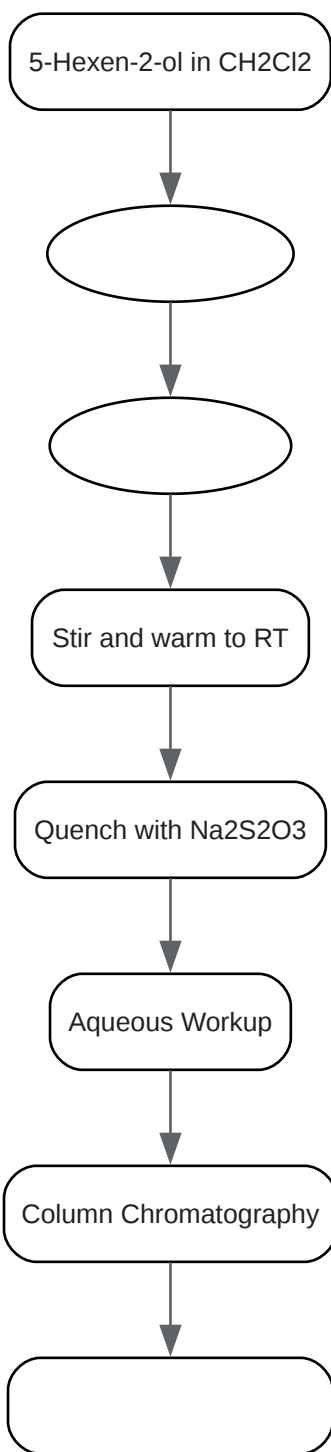 5-Hexen-2-ol in CH2Cl2
Stir and warm to RT
Quench with Na2S2O3
Aqueous Workup
Column Chromatography